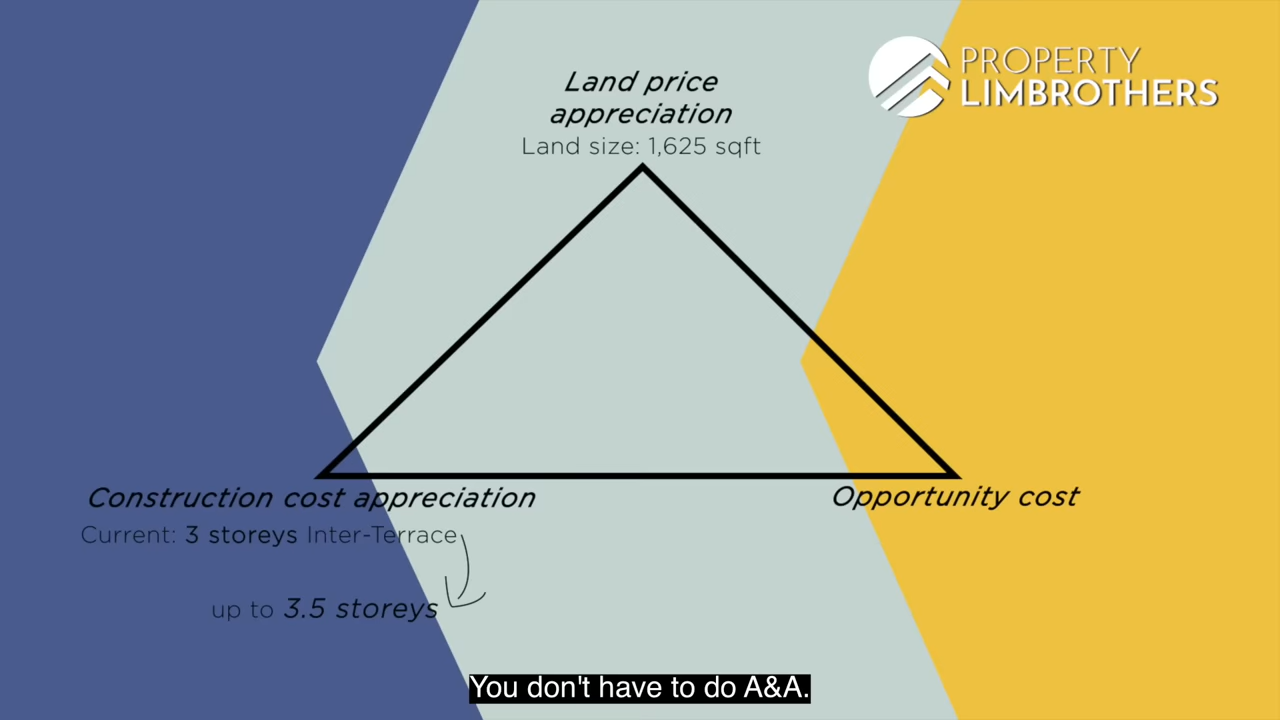 PROPERTY
LIMBROTHERS
Land price
appreciation
Land size: 1,625 sqft
Construction cost appreciation
Current: 3 storeys Inter-Terrace
up to 3.5 storeys
Opportunity cost
You don't have to do A&A.